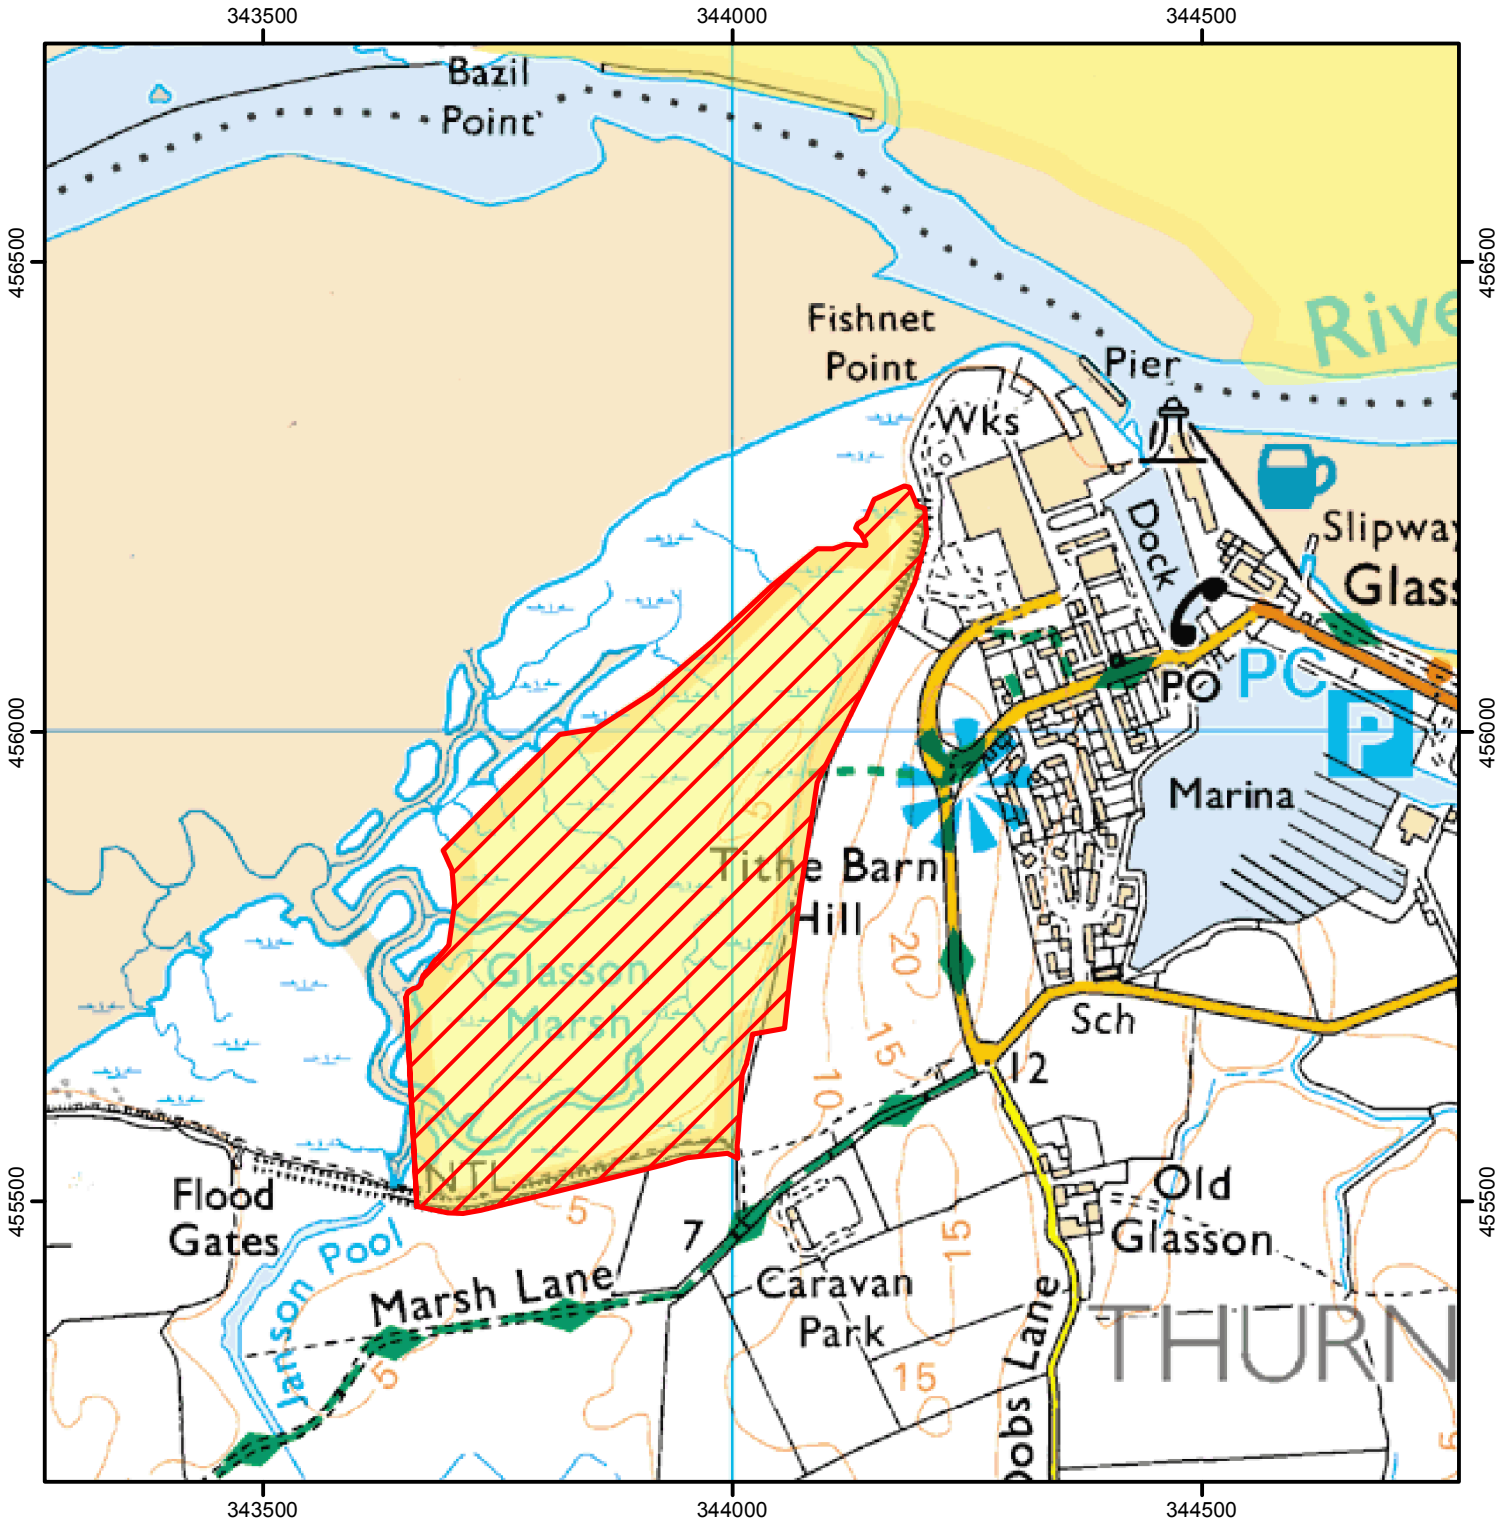 343500
344000
344500
Bazil
Point
456500
456500
Rive
Fishnet
Point
Pier
Wks
Dock
Slipway
Glass
PO
PC
P
456000
456000
Marina
5
Tithe Barn
Hill
20
Glasson
Marsh
Sch
15
12
10
NTL
455500
455500
Flood
Gates
5
7
Old
Glasson
15
Janson Pool
Marsh Lane
Caravan
Park
obbs Lane
THURN
5
15
5
343500
344000
344500